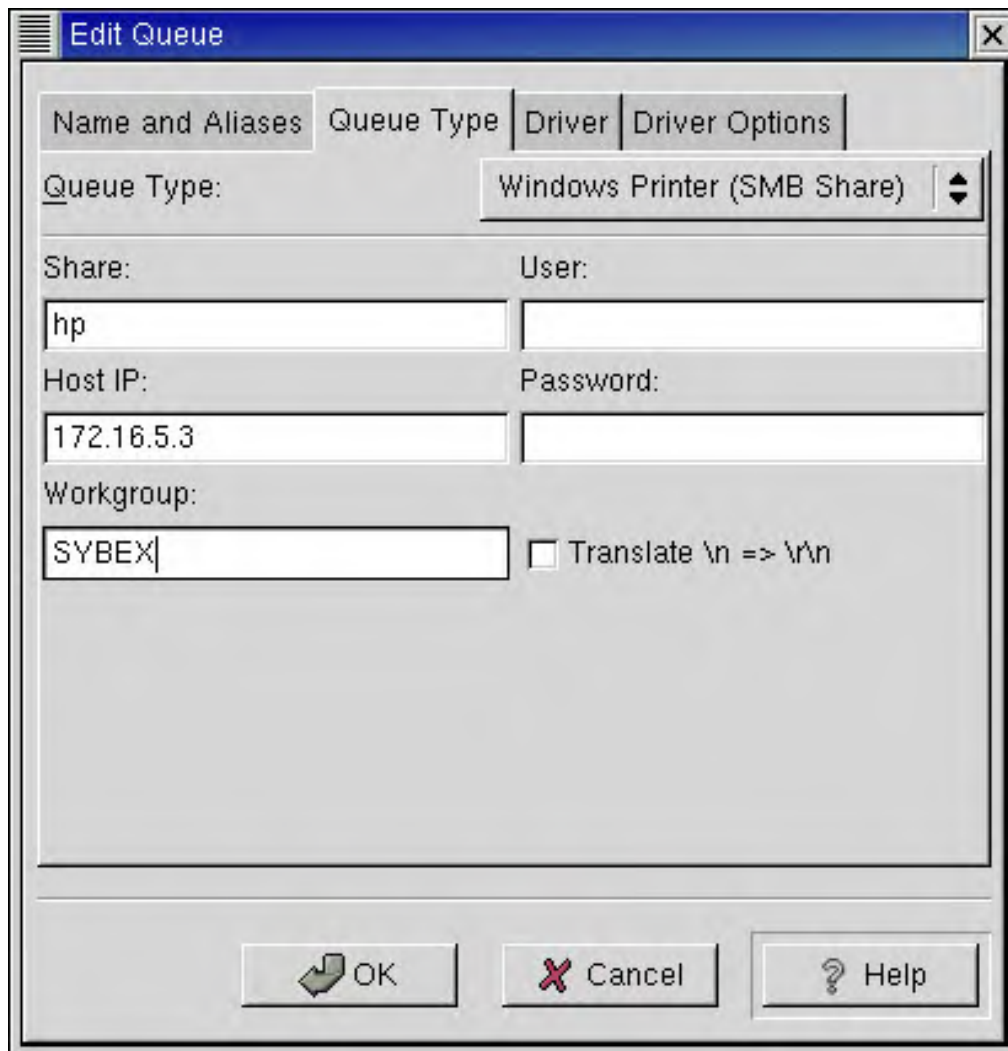 Edit Queue
Name and Aliases Queue Type Driver Driver Options
Queue Type: Windows Printer (SMB Share)
Share: User:
hp
Host IP: Password:
172.16.5.3
Workgroup:
SYBEX Translate \n => \r\n
OK Cancel ? Help